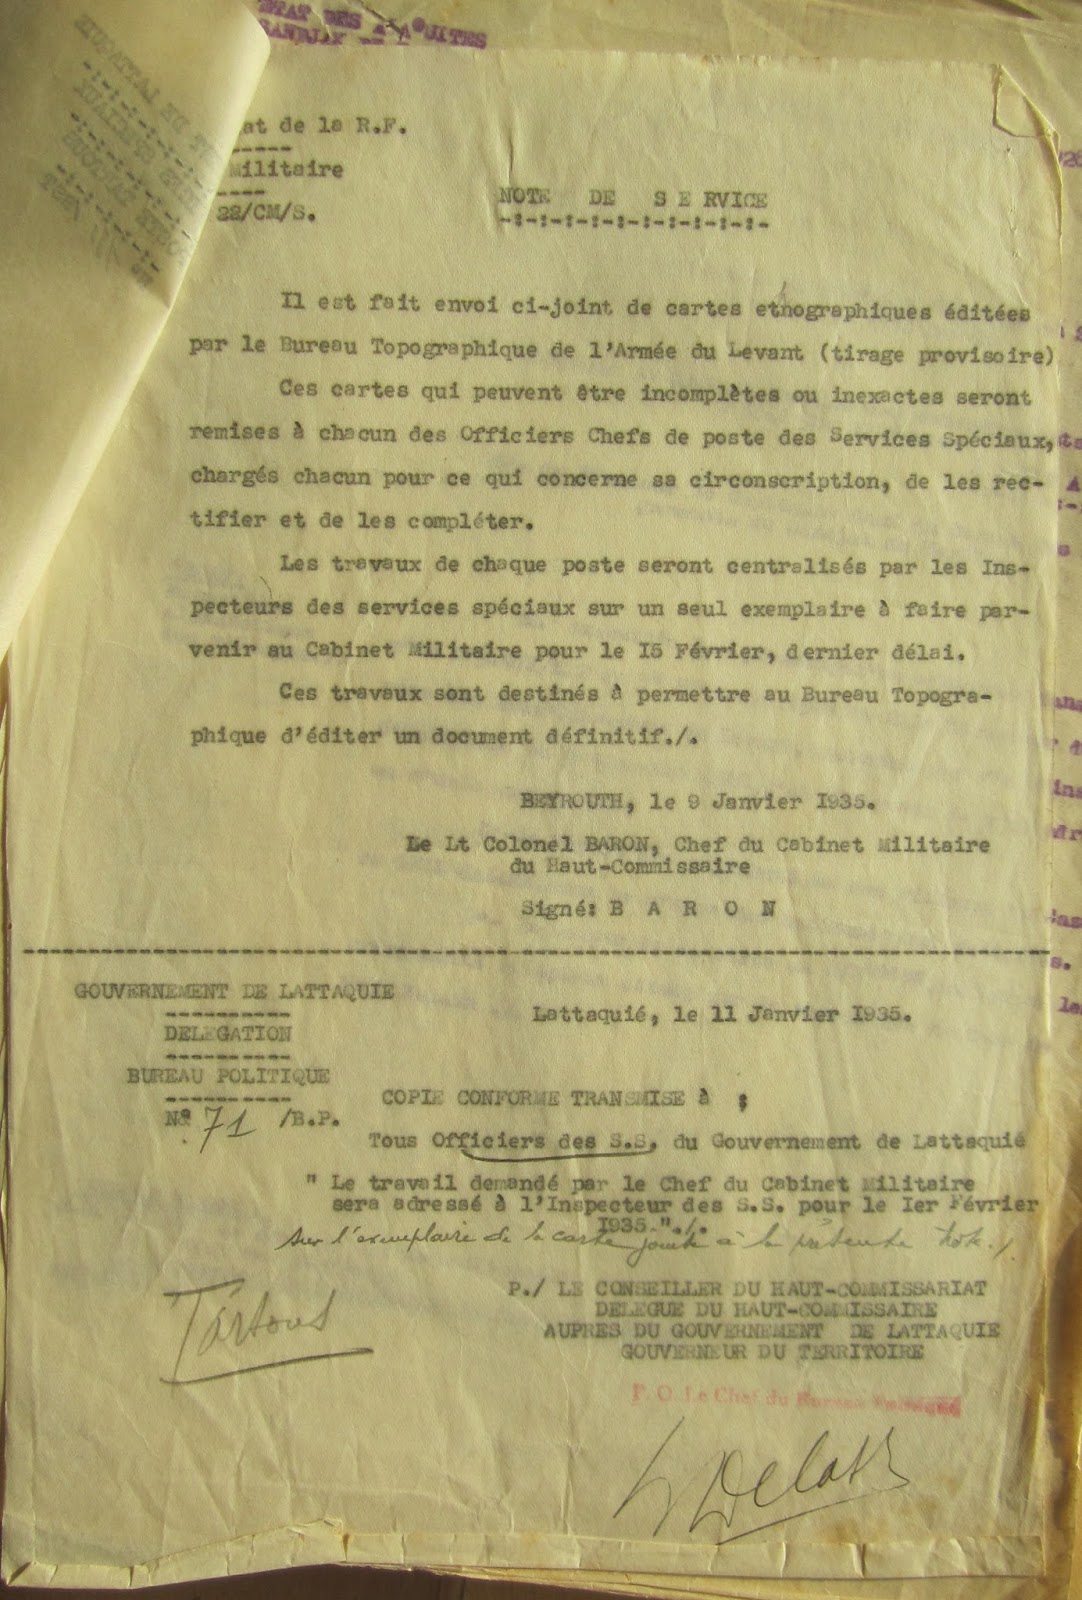 ETAT DES
at de la R.F.
Militaire
22/CM/S.
NOTE DE SERVICE
-:-:-:-:-:-:-:-:-:-
Il est fait envoi ci-joint de cartes ethnographiques éditées
par le Bureau Topographique de l'Armée du Levant (tirage provisoire)
Ces cartes qui peuvent être incomplètes ou inexactes seront
remises à chacun des Officiers Chefs de poste des Services Spéciaux,
chargés chacun pour ce qui concerne sa circonscription, de les rec-
tifier et de les compléter.
Les travaux de chaque poste seront centralisés par les Ins-
pecteurs des services spéciaux sur un seul exemplaire à faire par-
venir au Cabinet Militaire pour le I5 Février, dernier délai.
Ces travaux sont destinés à permettre au Bureau Topogra-
phique d'éditer un document définitif./.
BEYROUTH, le 9 Janvier I935.
Le Lt Colonel BARON, Chef du Cabinet Militaire
du Haut-Commissaire
Signé: B A R O N
GOUVERNEMENT DE LATTAQUIE
Lattaquié, le 11 Janvier I935.
DELEGATION
BUREAU POLITIQUE
COPIE CONFORME TRANSMISE à :
No 71 /B.P.
Tous Officiers des S.S. du Gouvernement de Lattaquié
" Le travail demandé par le Chef du Cabinet Militaire
sera adressé à l'Inspecteur des S.S. pour le Ier Février
I935 "./.
sur l'exemplaire de la carte jointe à la présente note./
Tartous
P./ LE CONSEILLER DU HAUT-COMMISSARIAT
DELEGUE DU HAUT-COMMISSAIRE
AUPRES DU GOUVERNEMENT DE LATTAQUIE
GOUVERNEUR DU TERRITOIRE
P. O. Le Chef du Bureau Politique